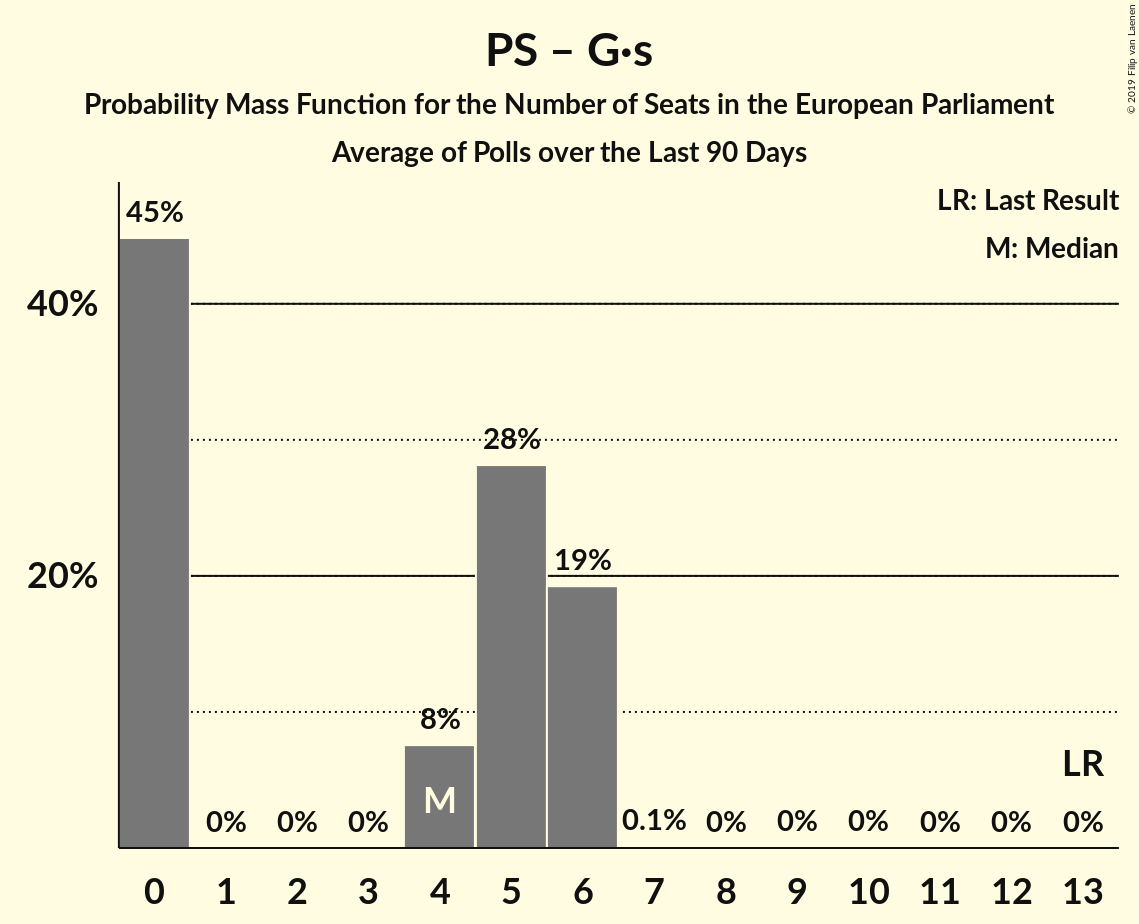 PS – G·s
Probability Mass Function for the Number of Seats in the European Parliament
Average of Polls over the Last 90 Days
© 2019 Filip van Laenen
LR: Last Result
M: Median
45%
40%
28%
20%
19%
8%
M
LR
0%
0%
0%
0.1%
0%
0%
0%
0%
0%
0%
0 1 2 3 4 5 6 7 8 9 10 11 12 13